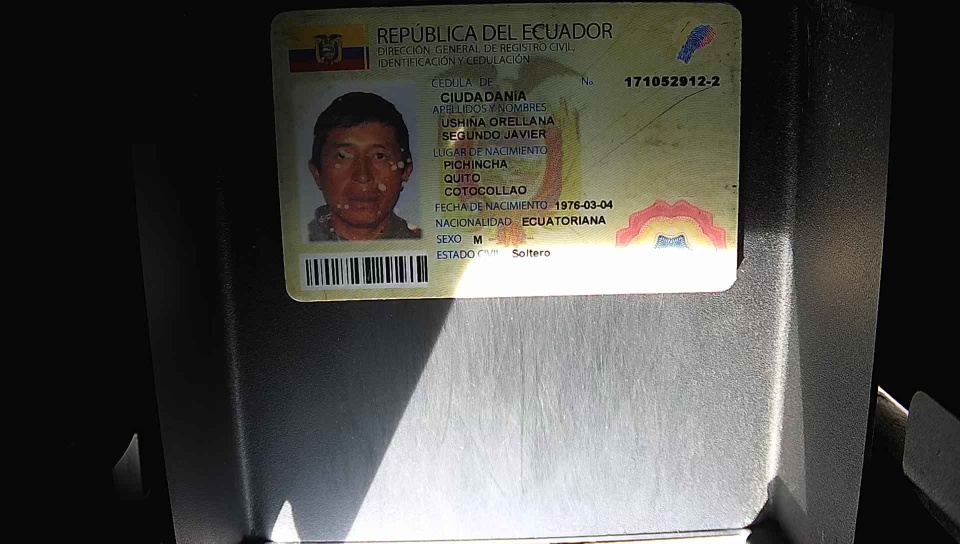 REPÚBLICA DEL ECUADOR
DIRECCIÓN GENERAL DE REGISTRO CIVIL,
IDENTIFICACIÓN Y CEDULACIÓN
CÉDULA DE No 171052912-2
CIUDADANÍA
APELLIDOS Y NOMBRES
USHIÑA ORELLANA
SEGUNDO JAVIER
LUGAR DE NACIMIENTO
PICHINCHA
QUITO
COTOCOLLAO
FECHA DE NACIMIENTO 1976-03-04
NACIONALIDAD ECUATORIANA
SEXO M
ESTADO CIVIL Soltero